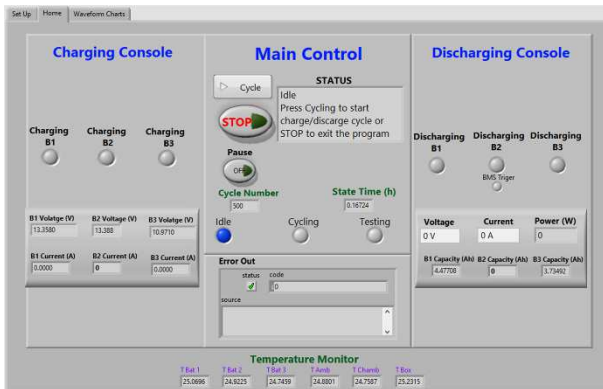 Set Up Home Waveform Charts
Charging Console
Charging B1
Charging B2
Charging B3
B1 Volatge (V) B2 Voltage (V) B3 Volatge (V)
13.3580 13.308 10.9710
B1 Current (A) B2 Current (A) B3 Current (A)
0.0000 0 0.0000
Main Control
Cycle
STOP
STATUS
Idle
Press Cycling to start
charge/discarge cycle or
STOP to exit the program
Pause
OFF
Cycle Number State Time (h)
500 0.16724
Idle Cycling Testing
Error Out
status code
0
source
Discharging Console
Discharging B1
Discharging B2
Discharging B3
BMS Triger
Voltage Current Power (W)
0 V 0 A 0
B1 Capacity (Ah) B2 Capacity (Ah) B3 Capacity (Ah)
4.47708 0 3.73492
Temperature Monitor
T Bat 1 T Bat 2 T Bat 3 T Amb T Chamb T Box
25.0696 24.9225 24.7459 24.8801 24.7587 25.2315